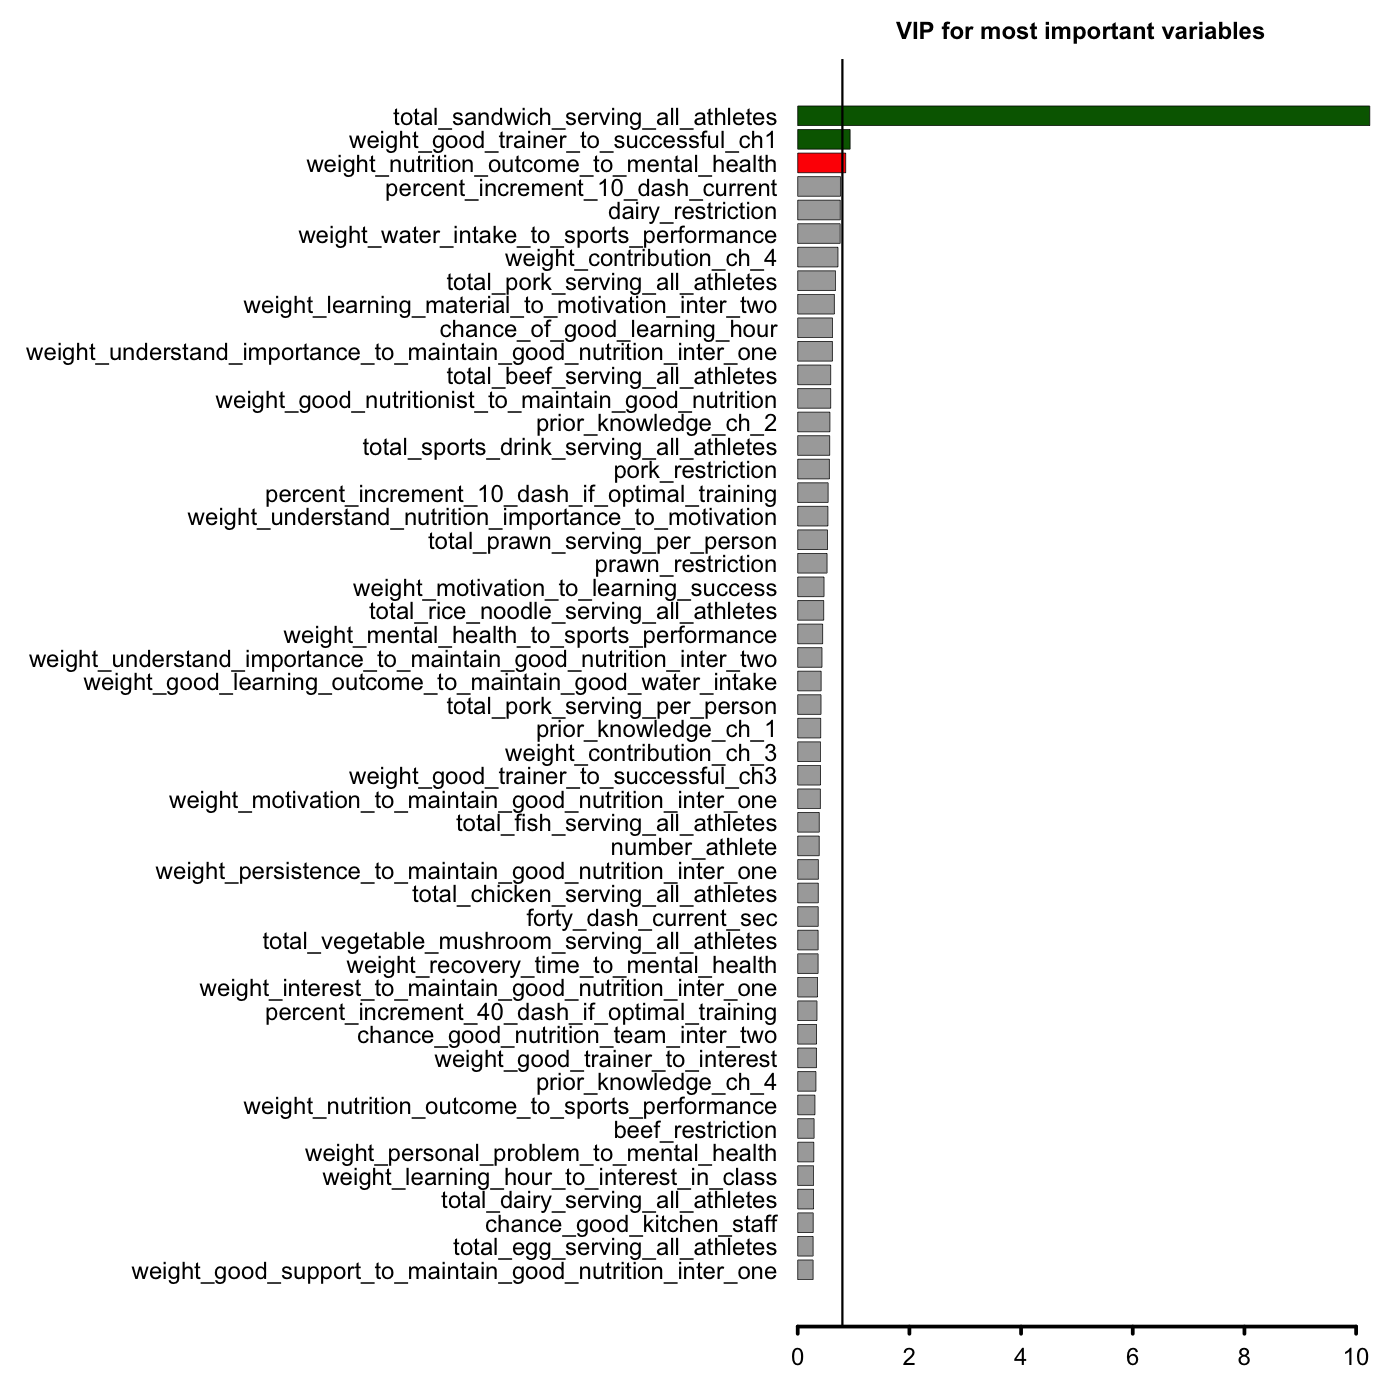 VIP for most important variables
total_sandwich_serving_all_athletes
weight_good_trainer_to_successful_ch1
weight_nutrition_outcome_to_mental_health
percent_increment_10_dash_current
dairy_restriction
weight_water_intake_to_sports_performance
weight_contribution_ch_4
total_pork_serving_all_athletes
weight_learning_material_to_motivation_inter_two
chance_of_good_learning_hour
weight_understand_importance_to_maintain_good_nutrition_inter_one
total_beef_serving_all_athletes
weight_good_nutritionist_to_maintain_good_nutrition
prior_knowledge_ch_2
total_sports_drink_serving_all_athletes
pork_restriction
percent_increment_10_dash_if_optimal_training
weight_understand_nutrition_importance_to_motivation
total_prawn_serving_per_person
prawn_restriction
weight_motivation_to_learning_success
total_rice_noodle_serving_all_athletes
weight_mental_health_to_sports_performance
weight_understand_importance_to_maintain_good_nutrition_inter_two
weight_good_learning_outcome_to_maintain_good_water_intake
total_pork_serving_per_person
prior_knowledge_ch_1
weight_contribution_ch_3
weight_good_trainer_to_successful_ch3
weight_motivation_to_maintain_good_nutrition_inter_one
total_fish_serving_all_athletes
number_athlete
weight_persistence_to_maintain_good_nutrition_inter_one
total_chicken_serving_all_athletes
forty_dash_current_sec
total_vegetable_mushroom_serving_all_athletes
weight_recovery_time_to_mental_health
weight_interest_to_maintain_good_nutrition_inter_one
percent_increment_40_dash_if_optimal_training
chance_good_nutrition_team_inter_two
weight_good_trainer_to_interest
prior_knowledge_ch_4
weight_nutrition_outcome_to_sports_performance
beef_restriction
weight_personal_problem_to_mental_health
weight_learning_hour_to_interest_in_class
total_dairy_serving_all_athletes
chance_good_kitchen_staff
total_egg_serving_all_athletes
weight_good_support_to_maintain_good_nutrition_inter_one
0 2 4 6 8 10